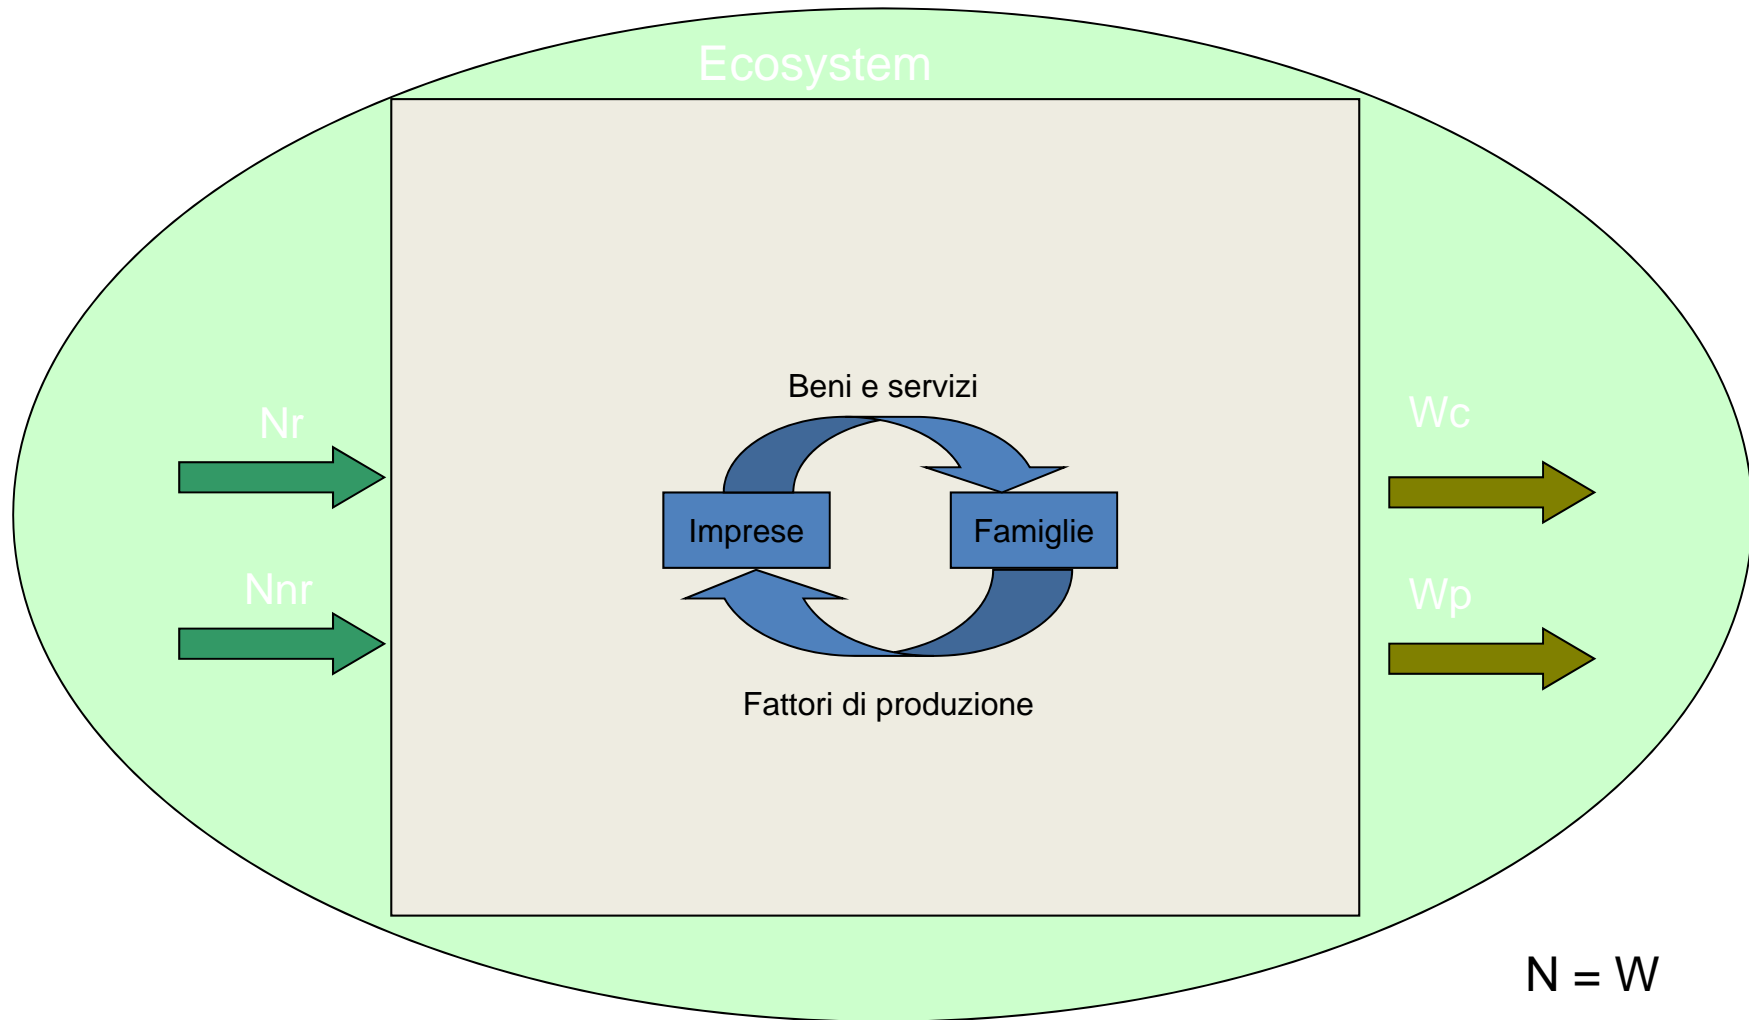 Ecosystem
Beni e servizi
Nr
Wc
Imprese
Famiglie
Nnr
Wp
Fattori di produzione
N = W